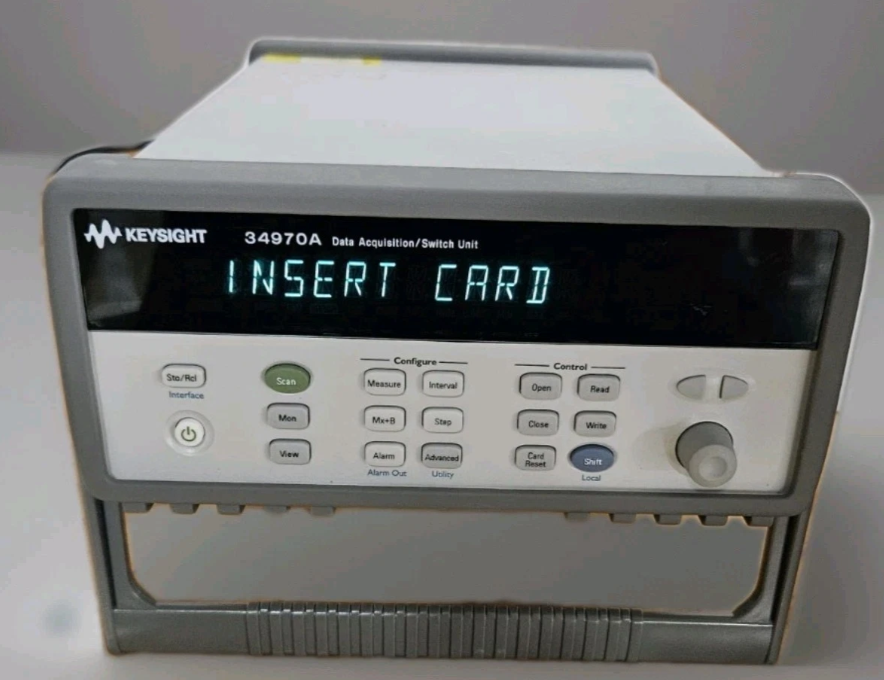 KEYSIGHT 34970A Data Acquisition/Switch Unit
INSERT CARD
Configure
Control
Sto/Rcl
Scan
Measure
Interval
Open
Read
Interface
Mon
Mx+B
Step
Close
Write
View
Alarm
Advanced
Card
Reset
Shift
Alarm Out
Utility
Local